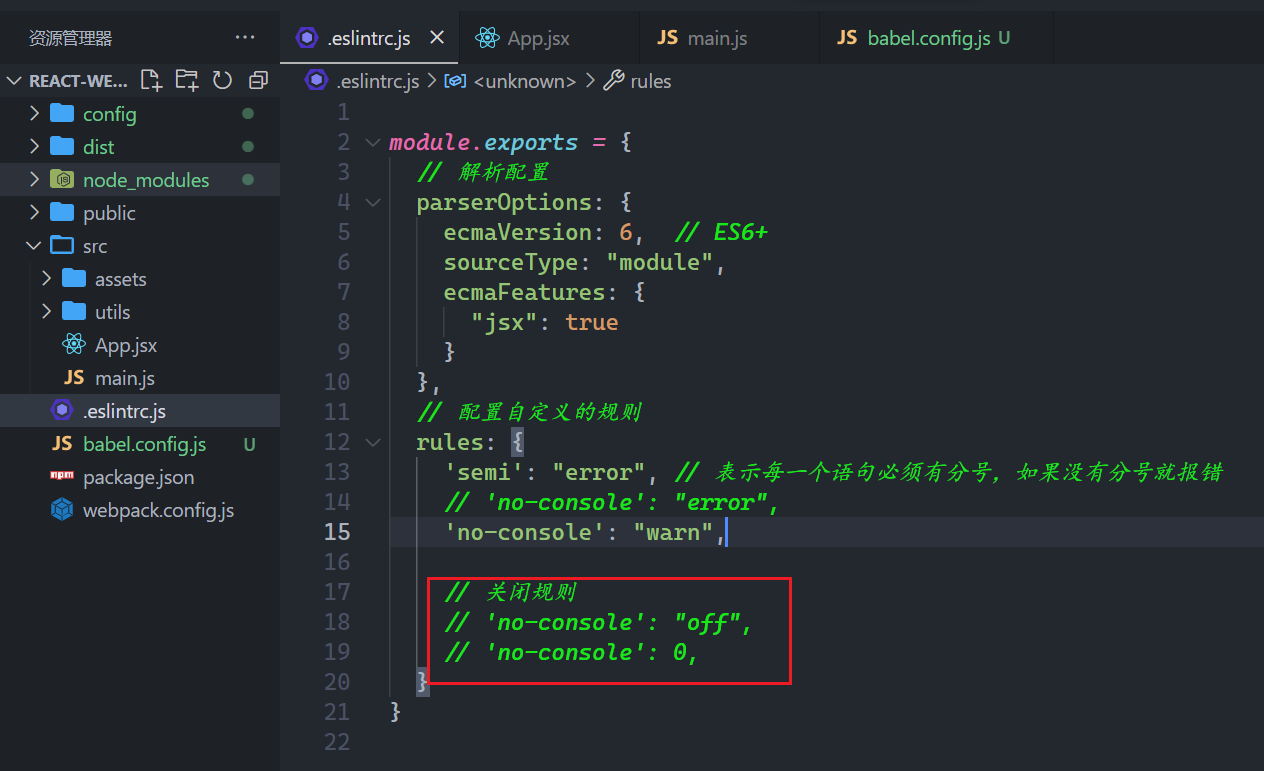 资源管理器 ···
.eslintrc.js
App.jsx
JS main.js
JS babel.config.js U
REACT-WE...
.eslintrc.js > <unknown> > rules
config
dist
node_modules
public
src
assets
utils
App.jsx
JS main.js
.eslintrc.js
JS babel.config.js U
npm package.json
webpack.config.js
1
2 module.exports = {
3 // 解析配置
4 parserOptions: {
5 ecmaVersion: 6, // ES6+
6 sourceType: "module",
7 ecmaFeatures: {
8 "jsx": true
9 }
10 },
11 // 配置自定义的规则
12 rules: {
13 'semi': "error", // 表示每一个语句必须有分号，如果没有分号就报错
14 // 'no-console': "error",
15 'no-console': "warn",
16
17 // 关闭规则
18 // 'no-console': "off",
19 // 'no-console': 0,
20 }
21 }
22